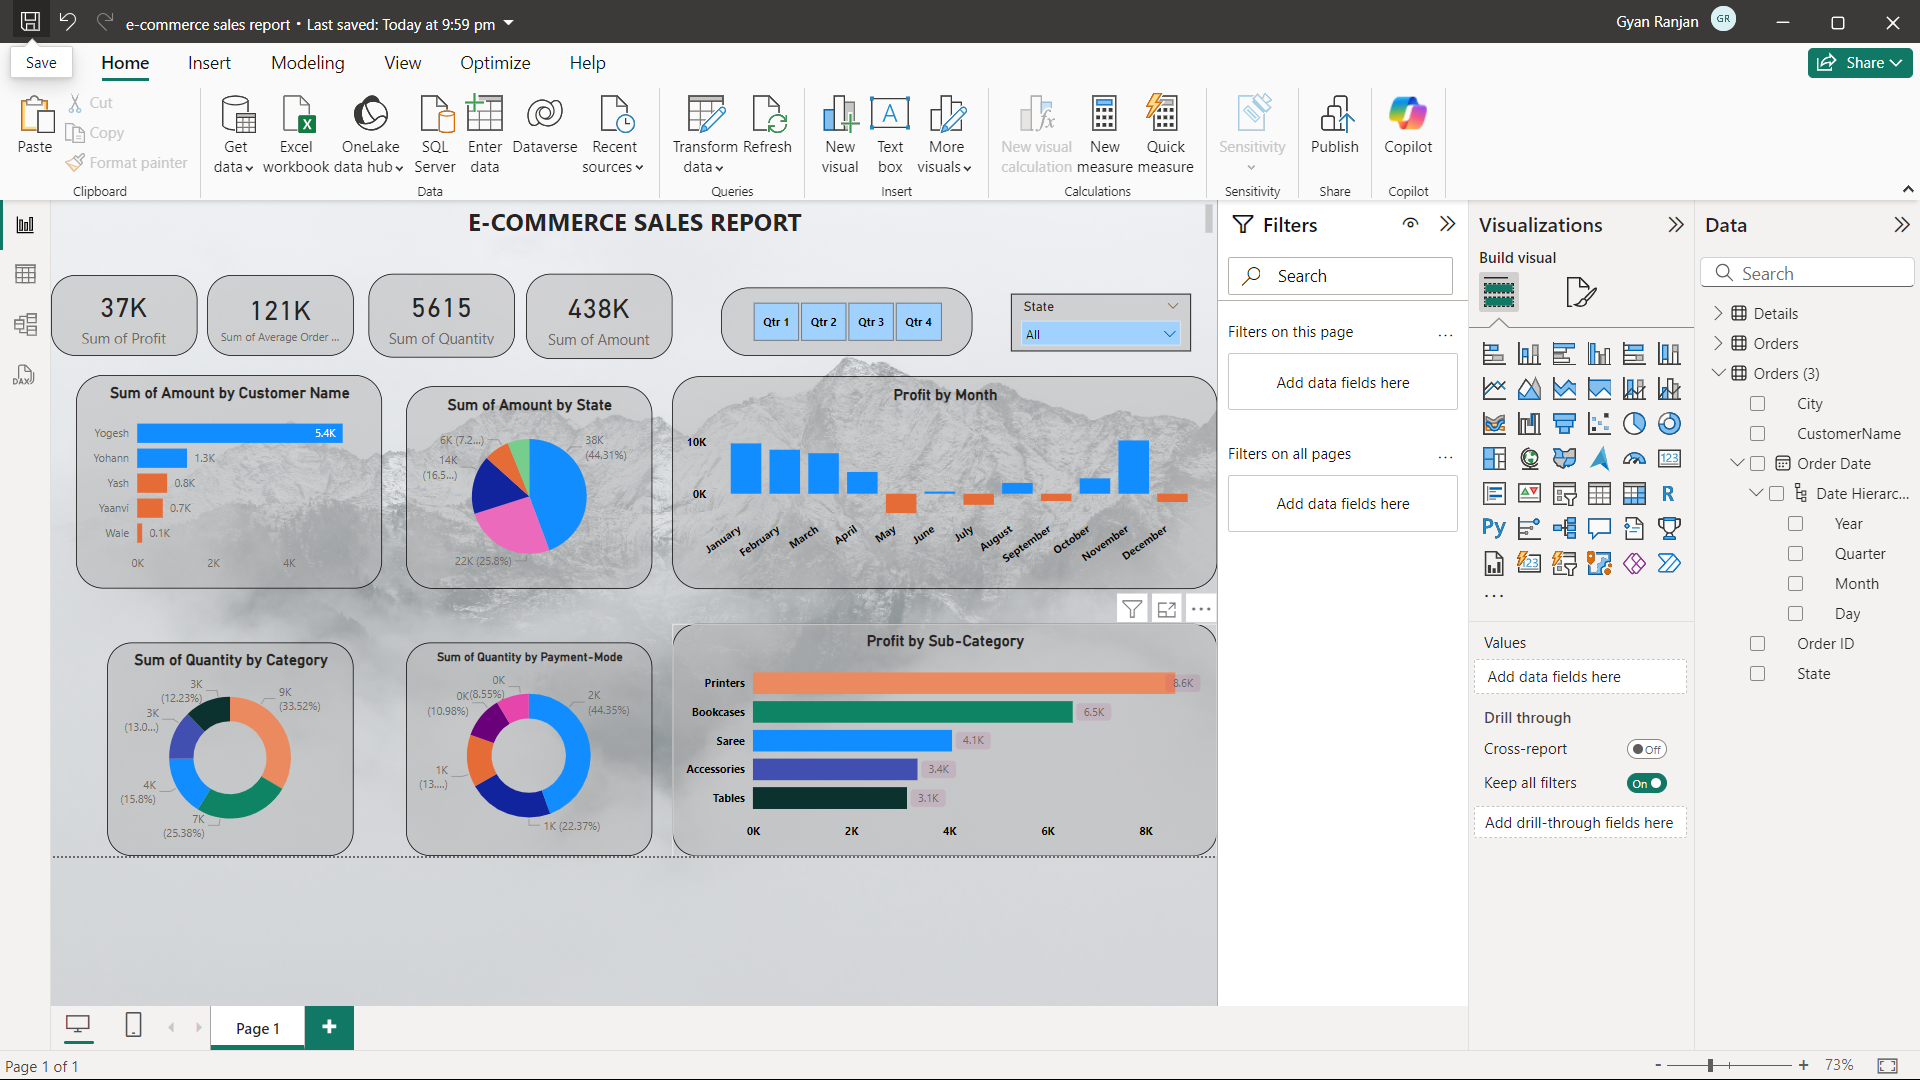 e-commerce sales report • Last saved: Today at 9:59 pm
Gyan Ranjan
GR
Save
Home
Insert
Modeling
View
Optimize
Help
Share
Paste
Cut
Copy
Format painter
Clipboard
Get data
Excel workbook
OneLake data hub
SQL Server
Enter data
Dataverse
Recent sources
Data
Transform data
Refresh
Queries
New visual
Text box
More visuals
Insert
New visual calculation
New measure
Quick measure
Calculations
Sensitivity
Sensitivity
Publish
Share
Copilot
Copilot
E-COMMERCE SALES REPORT
37K
Sum of Profit
121K
Sum of Average Order ...
5615
Sum of Quantity
438K
Sum of Amount
Qtr 1
Qtr 2
Qtr 3
Qtr 4
State
All
Sum of Amount by Customer Name
Yogesh 5.4K
Yohann 1.3K
Yash 0.8K
Yaanvi 0.7K
Wale 0.1K
0K 2K 4K
Sum of Amount by State
6K (7.2...)
38K
(44.31%)
14K
(16.5...)
22K (25.8%)
Profit by Month
10K
0K
January
February
March
April
May
June
July
August
September
October
November
December
Sum of Quantity by Category
3K
(12.23%)
9K
(33.52%)
3K
(13.0...)
4K
(15.8%)
7K
(25.38%)
Sum of Quantity by Payment-Mode
0K
(8.55%)
2K
(44.35%)
0K
(10.98%)
1K
(13....)
1K (22.37%)
Profit by Sub-Category
Printers 8.6K
Bookcases 6.5K
Saree 4.1K
Accessories 3.4K
Tables 3.1K
0K 2K 4K 6K 8K
Filters
Search
Filters on this page
...
Add data fields here
Filters on all pages
...
Add data fields here
Visualizations
Build visual
123
R
Py
123
...
Values
Add data fields here
Drill through
Cross-report
Off
Keep all filters
On
Add drill-through fields here
Data
Search
Details
Orders
Orders (3)
City
CustomerName
Order Date
Date Hierarc...
Year
Quarter
Month
Day
Order ID
State
DAX
Page 1
+
Page 1 of 1
- + 73%